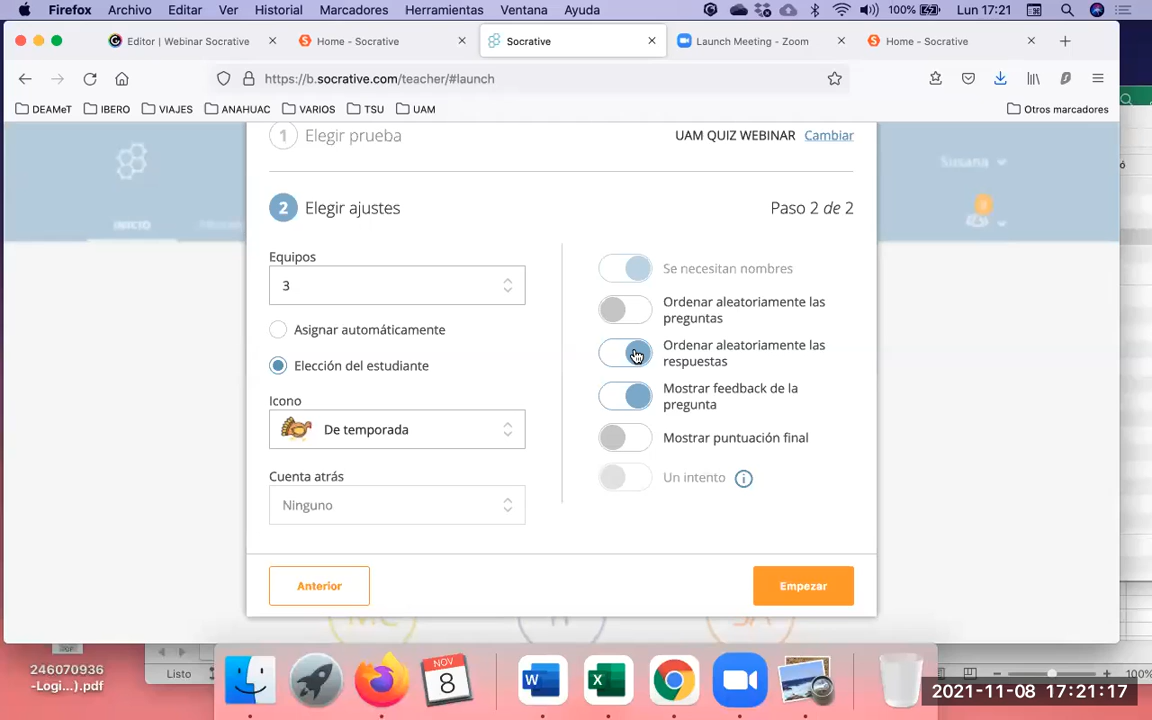 Firefox Archivo Editar Ver Historial Marcadores Herramientas Ventana Ayuda 100% Lun 17:21
Editor | Webinar Socrative
Home - Socrative
Socrative
Launch Meeting - Zoom
Home - Socrative
https://b.socrative.com/teacher/#launch
DEAMeT IBERO VIAJES ANAHUAC VARIOS TSU UAM Otros marcadores
1 Elegir prueba
UAM QUIZ WEBINAR Cambiar
Susana
INICIO
2 Elegir ajustes
Paso 2 de 2
Equipos
3
Asignar automáticamente
Elección del estudiante
Icono
De temporada
Cuenta atrás
Ninguno
Se necesitan nombres
Ordenar aleatoriamente las
preguntas
Ordenar aleatoriamente las
respuestas
Mostrar feedback de la
pregunta
Mostrar puntuación final
Un intento
Anterior
Empezar
246070936
-Logi...).pdf
Listo
100%
NOV
8
2021-11-08 17:21:17